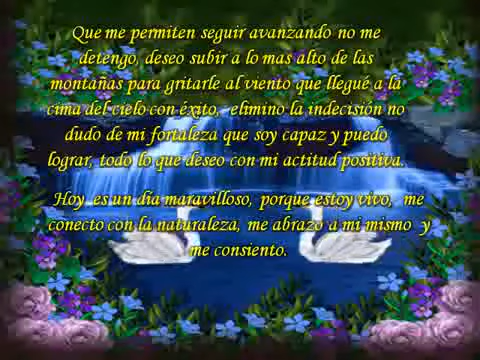 Que me permiten seguir avanzando no me
detengo, deseo subir a lo mas alto de las
montañas para gritarle al viento que llegué a la
cima del cielo con éxito, elimino la indecisión no
dudo de mi fortaleza que soy capaz y puedo
lograr, todo lo que deseo con mi actitud positiva.
Hoy es un día maravilloso, porque estoy vivo, me
conecto con la naturaleza, me abrazo a mi mismo y
me consiento.